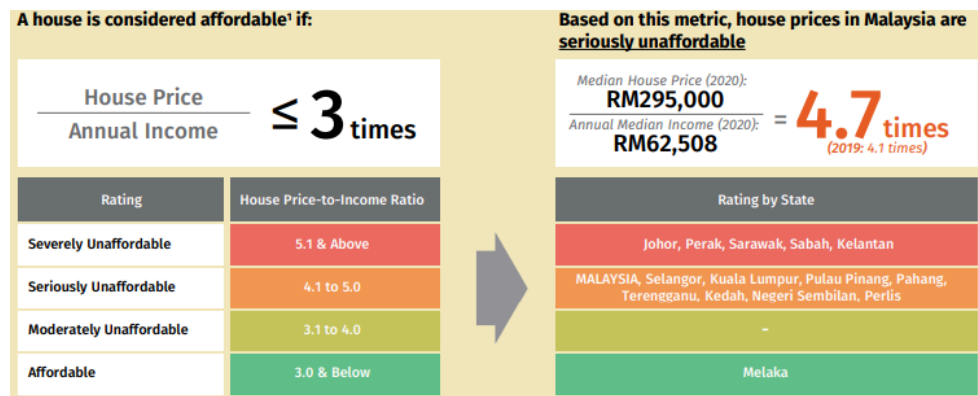 A house is considered affordable¹ if:
House Price
Annual Income
≤ 3 times
Based on this metric, house prices in Malaysia are
seriously unaffordable
Median House Price (2020):
RM295,000
Annual Median Income (2020):
RM62,508
= 4.7 times
(2019: 4.1 times)
Rating
House Price-to-Income Ratio
Severely Unaffordable
5.1 & Above
Seriously Unaffordable
4.1 to 5.0
Moderately Unaffordable
3.1 to 4.0
Affordable
3.0 & Below
Rating by State
Johor, Perak, Sarawak, Sabah, Kelantan
MALAYSIA, Selangor, Kuala Lumpur, Pulau Pinang, Pahang,
Terengganu, Kedah, Negeri Sembilan, Perlis
-
Melaka